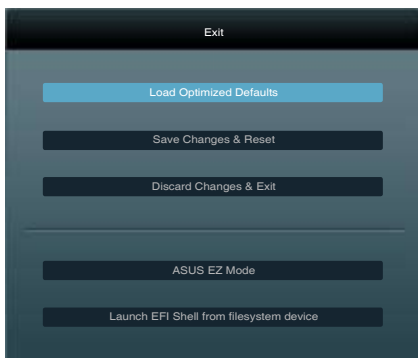 Exit
Load Optimized Defaults
Save Changes & Reset
Discard Changes & Exit
ASUS EZ Mode
Launch EFI Shell from filesystem device